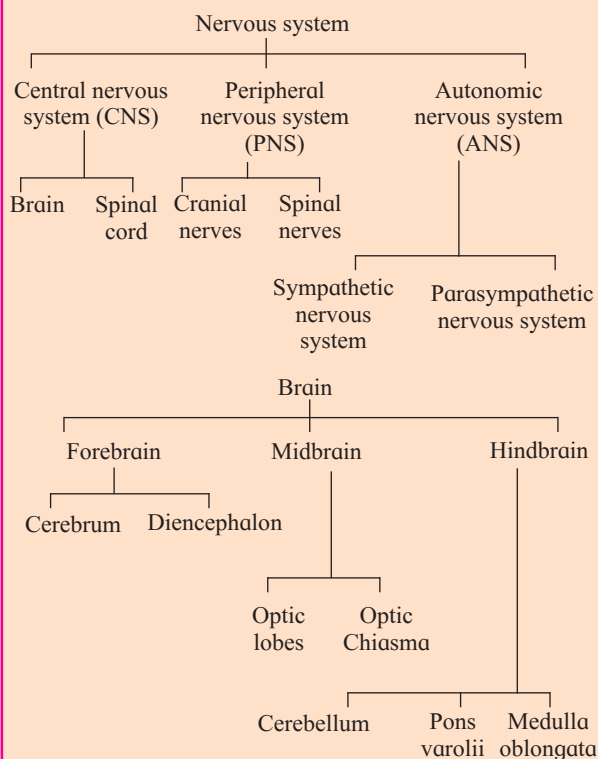 Nervous system
Central nervous
system (CNS)
Peripheral
nervous system
(PNS)
Autonomic
nervous system
(ANS)
Brain
Spinal
cord
Cranial
nerves
Spinal
nerves
Sympathetic
nervous
system
Parasympathetic
nervous system
Brain
Forebrain
Midbrain
Hindbrain
Cerebrum
Diencephalon
Optic
lobes
Optic
Chiasma
Cerebellum
Pons
varolii
Medulla
oblongata